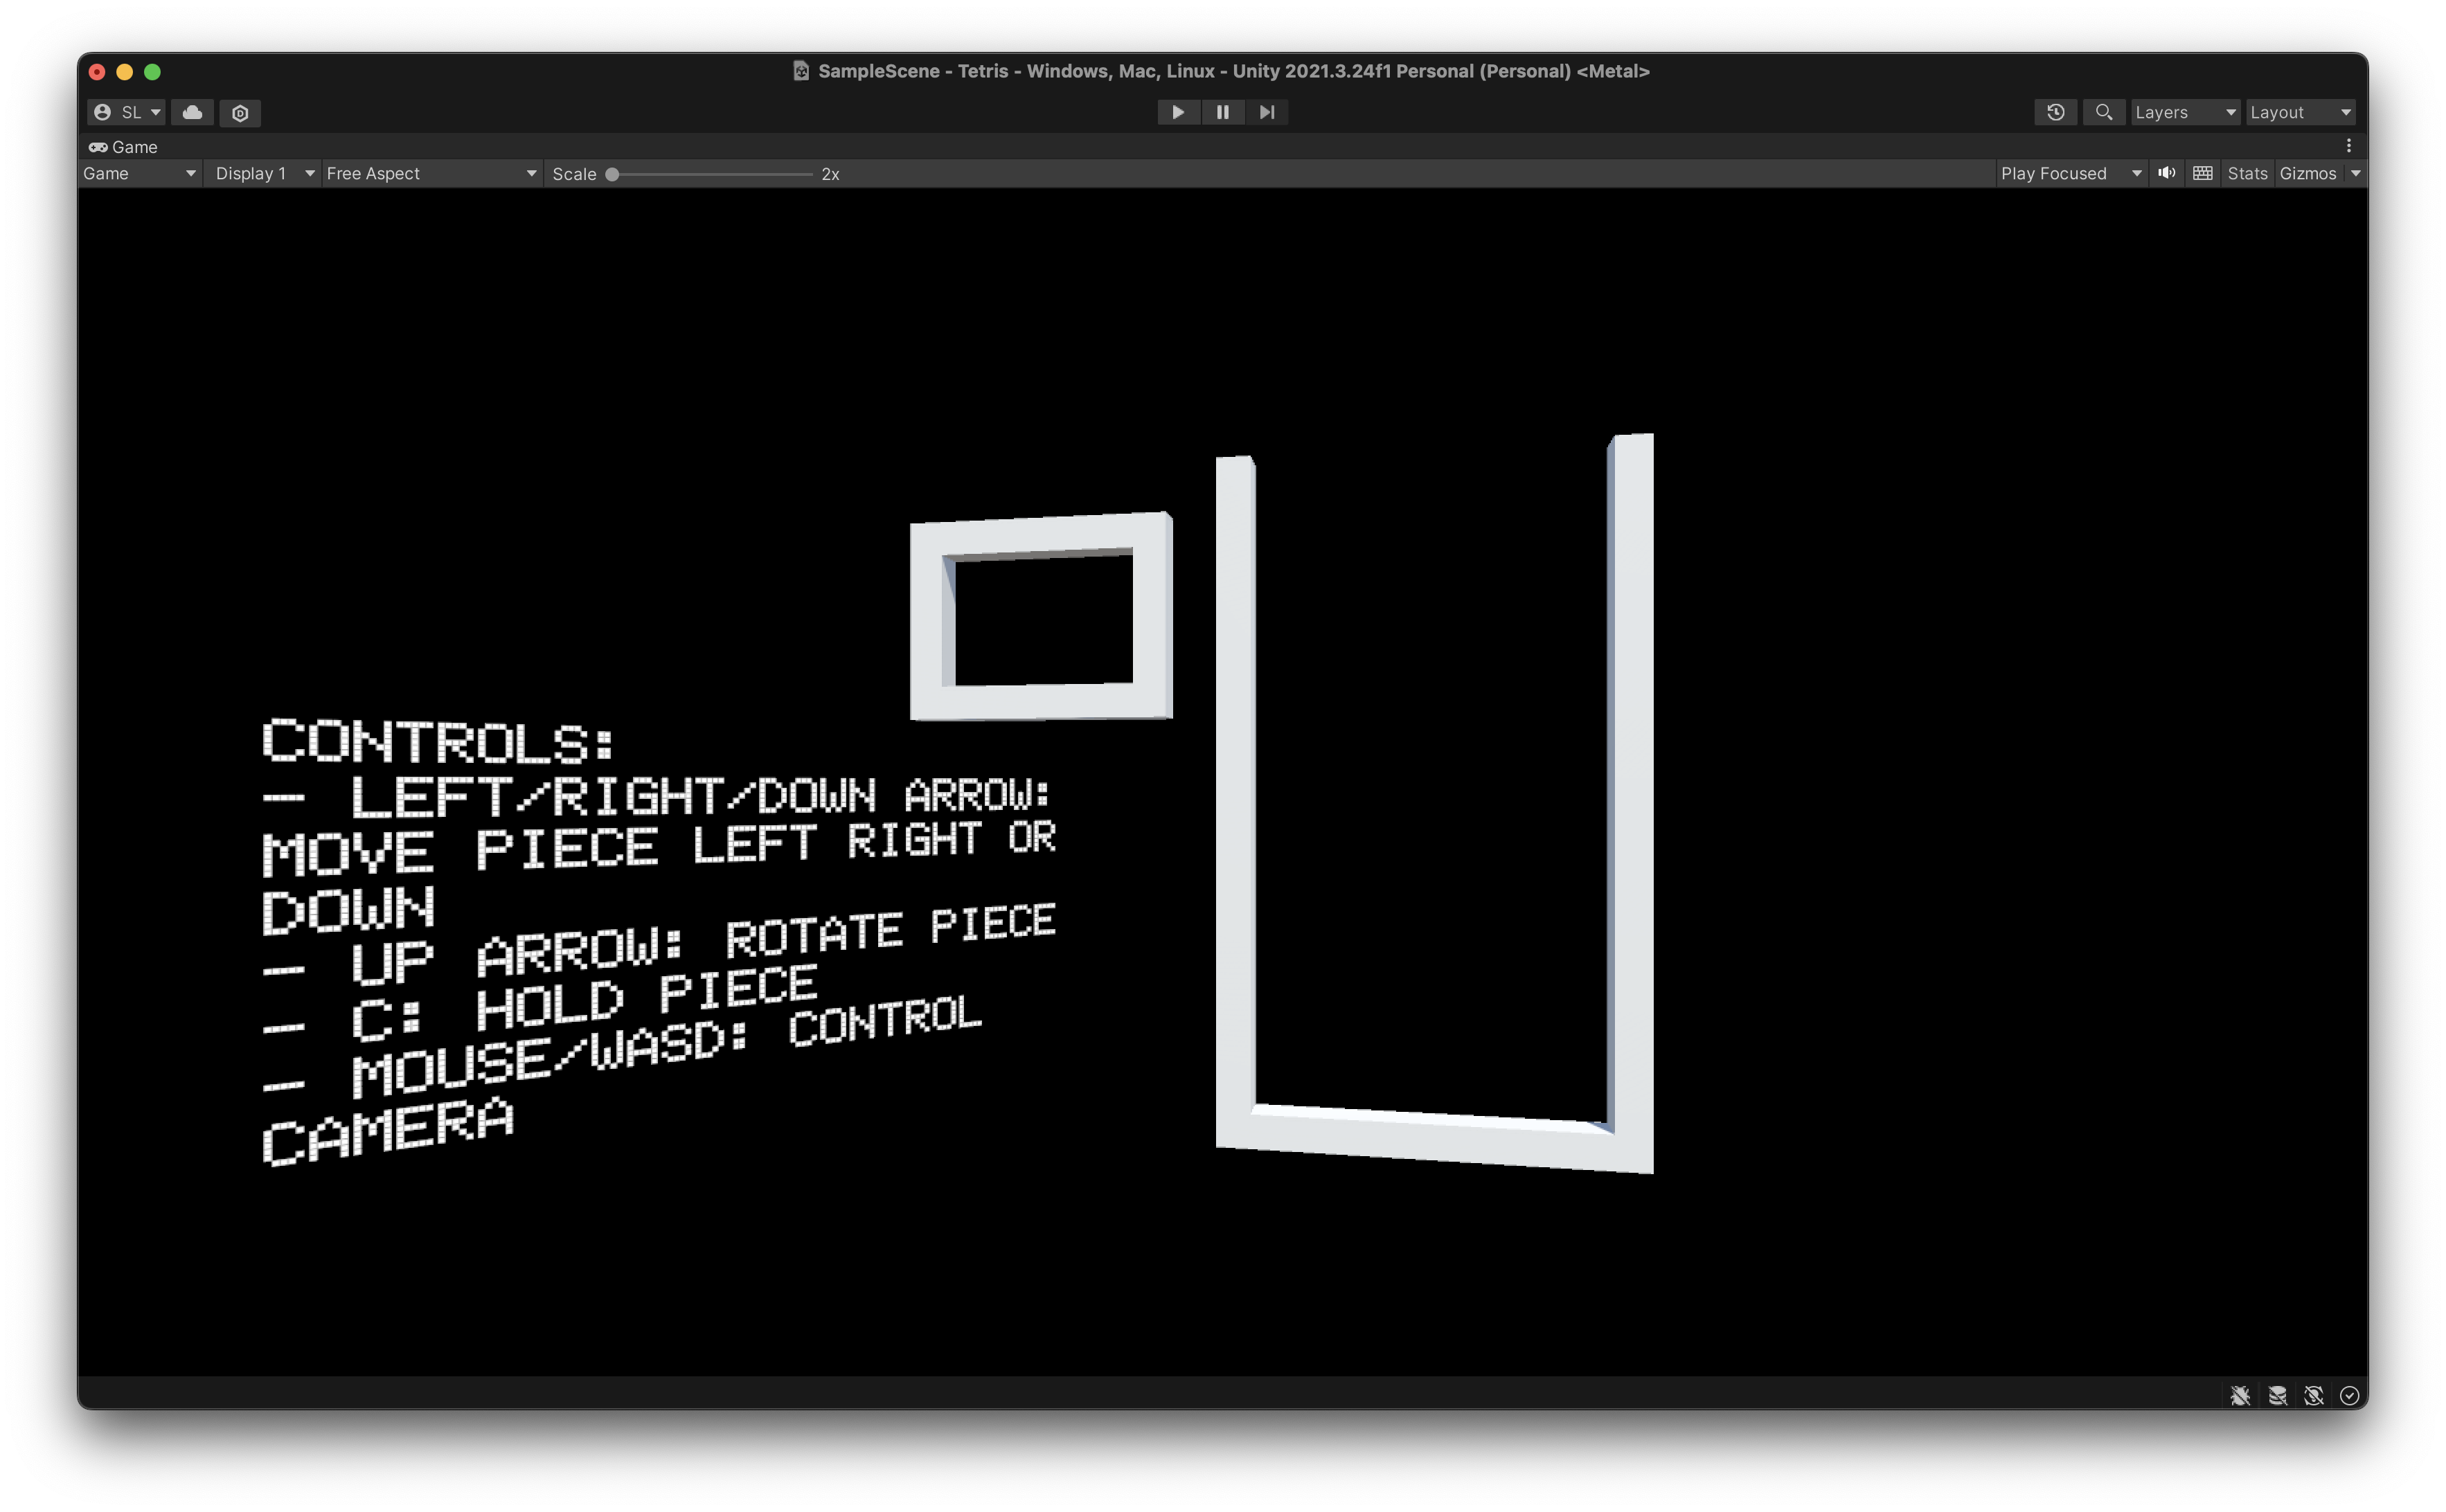 SampleScene - Tetris - Windows, Mac, Linux - Unity 2021.3.24f1 Personal (Personal) <Metal>
SL Layers Layout
Game
Game Display 1 Free Aspect Scale 2x Play Focused Stats Gizmos
CONTROLS:
- LEFT/RIGHT/DOWN ARROW:
MOVE PIECE LEFT RIGHT OR
DOWN
- UP ARROW: ROTATE PIECE
- C: HOLD PIECE
- MOUSE/WASD: CONTROL
CAMERA